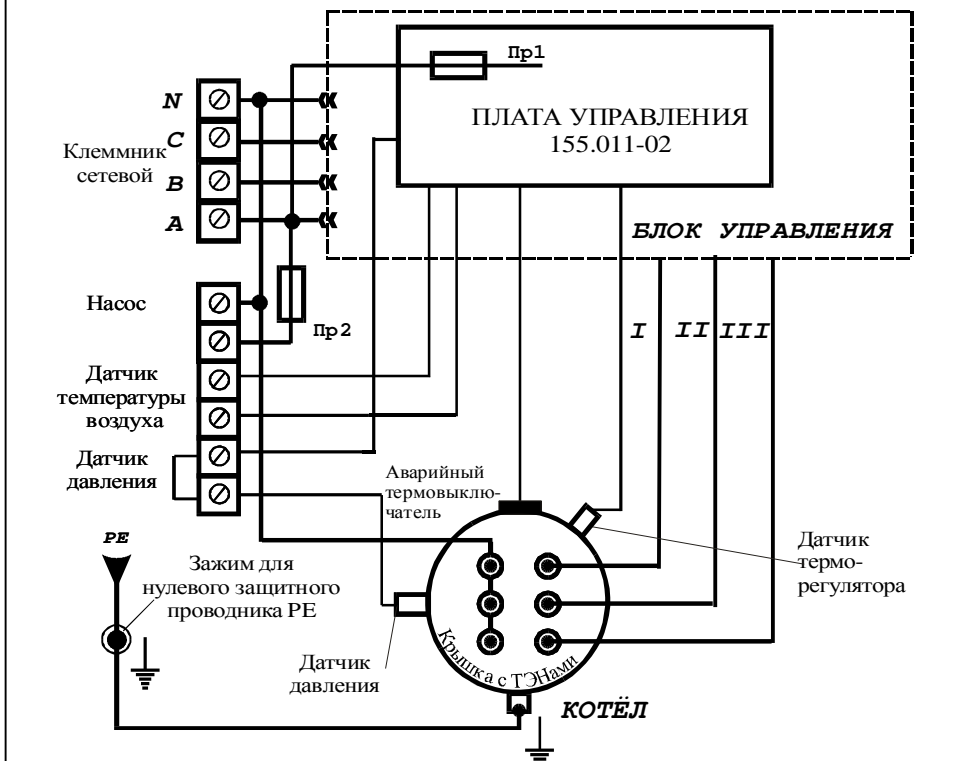 Пр1
ПЛАТА УПРАВЛЕНИЯ
155.011-02
N
C
B
A
Клеммник
сетевой
БЛОК УПРАВЛЕНИЯ
I
II
III
Насос
Пр2
Датчик
температуры
воздуха
Датчик
давления
Аварийный
термовыклю-
чатель
PE
Зажим для
нулевого защитного
проводника РЕ
Датчик
термо-
регулятора
Датчик
давления
Крышка с ТЭНами
КОТЁЛ